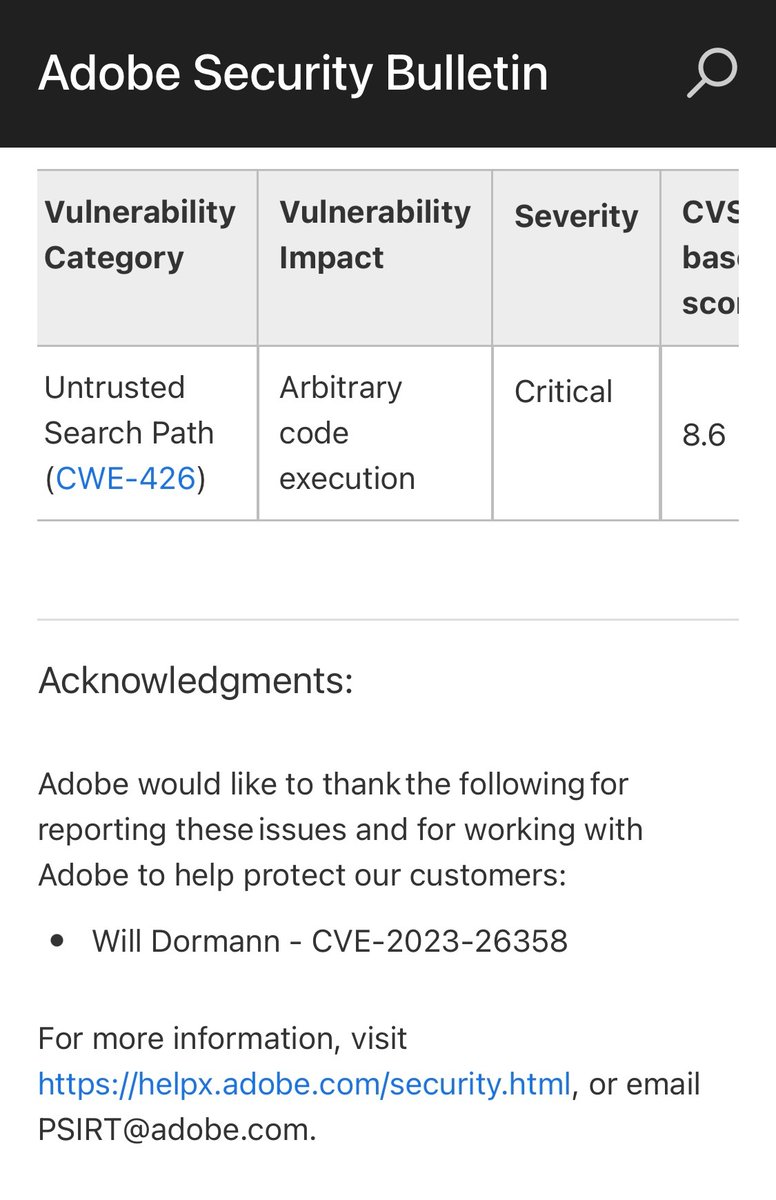 Adobe Security Bulletin
Vulnerability Category
Vulnerability Impact
Severity
CVS
bas
sco
Untrusted Search Path (CWE-426)
Arbitrary code execution
Critical
8.6
Acknowledgments:
Adobe would like to thank the following for
reporting these issues and for working with
Adobe to help protect our customers:
• Will Dormann - CVE-2023-26358
For more information, visit
https://helpx.adobe.com/security.html, or email
PSIRT@adobe.com.